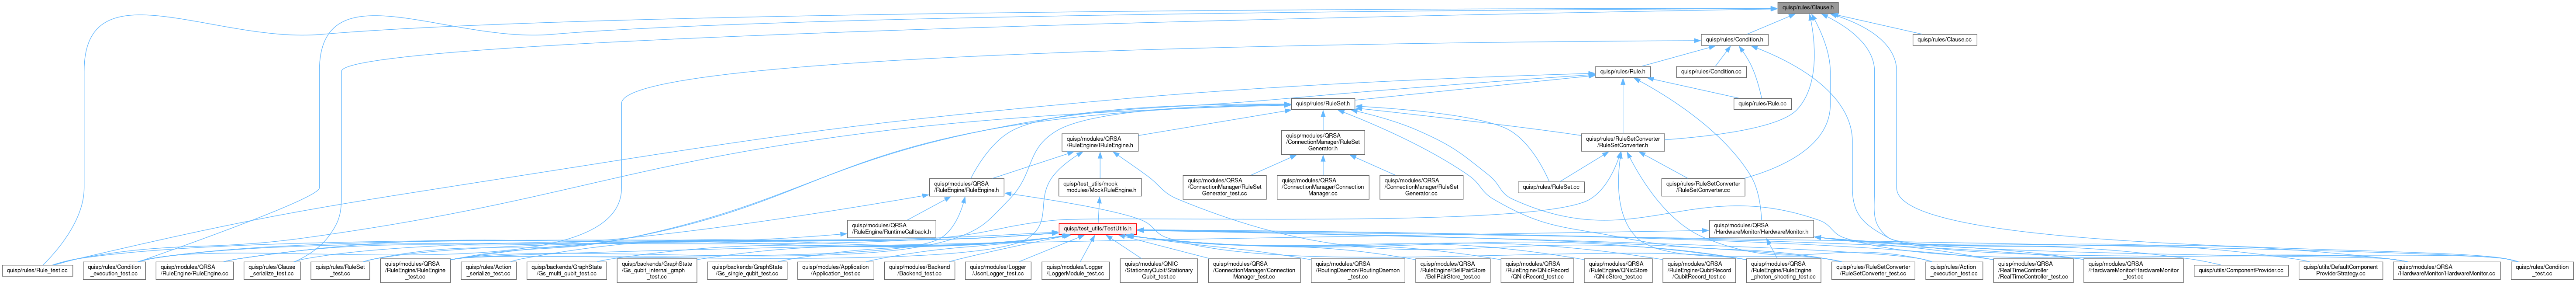 quisp/rules/Clause.h
quisp/rules/Condition.h
quisp/rules/Clause.cc
quisp/rules/Rule.h
quisp/rules/Condition.cc
quisp/rules/RuleSet.h
quisp/rules/Rule.cc
quisp/modules/QRSA
/RuleEngine/IRuleEngine.h
quisp/modules/QRSA
/ConnectionManager/RuleSet
Generator.h
quisp/rules/RuleSetConverter
/RuleSetConverter.h
quisp/modules/QRSA
/RuleEngine/RuleEngine.h
quisp/test_utils/mock
_modules/MockRuleEngine.h
quisp/modules/QRSA
/ConnectionManager/RuleSet
Generator_test.cc
quisp/modules/QRSA
/ConnectionManager/Connection
Manager.cc
quisp/modules/QRSA
/ConnectionManager/RuleSet
Generator.cc
quisp/rules/RuleSet.cc
quisp/rules/RuleSetConverter
/RuleSetConverter.cc
quisp/modules/QRSA
/RuleEngine/RuntimeCallback.h
quisp/test_utils/TestUtils.h
quisp/modules/QRSA
/HardwareMonitor/HardwareMonitor.h
quisp/rules/Rule_test.cc
quisp/rules/Condition
_execution_test.cc
quisp/modules/QRSA
/RuleEngine/RuleEngine.cc
quisp/rules/Clause
_serialize_test.cc
quisp/rules/RuleSet
_test.cc
quisp/modules/QRSA
/RuleEngine/RuleEngine
_test.cc
quisp/rules/Action
_serialize_test.cc
quisp/backends/GraphState
/Gs_multi_qubit_test.cc
quisp/backends/GraphState
/Gs_qubit_internal_graph
_test.cc
quisp/backends/GraphState
/Gs_single_qubit_test.cc
quisp/modules/Application
/Application_test.cc
quisp/modules/Backend
/Backend_test.cc
quisp/modules/Logger
/JsonLogger_test.cc
quisp/modules/Logger
/LoggerModule_test.cc
quisp/modules/QNIC
/StationaryQubit/Stationary
Qubit_test.cc
quisp/modules/QRSA
/ConnectionManager/Connection
Manager_test.cc
quisp/modules/QRSA
/RoutingDaemon/RoutingDaemon
_test.cc
quisp/modules/QRSA
/RuleEngine/BellPairStore
/BellPairStore_test.cc
quisp/modules/QRSA
/RuleEngine/QNicRecord
/QNicRecord_test.cc
quisp/modules/QRSA
/RuleEngine/QNicStore
/QNicStore_test.cc
quisp/modules/QRSA
/RuleEngine/QubitRecord
/QubitRecord_test.cc
quisp/modules/QRSA
/RuleEngine/RuleEngine
_photon_shooting_test.cc
quisp/rules/RuleSetConverter
/RuleSetConverter_test.cc
quisp/rules/Action
_execution_test.cc
quisp/modules/QRSA
/RealTimeController
/RealTimeController_test.cc
quisp/modules/QRSA
/HardwareMonitor/HardwareMonitor
_test.cc
quisp/utils/ComponentProvider.cc
quisp/utils/DefaultComponent
ProviderStrategy.cc
quisp/modules/QRSA
/HardwareMonitor/HardwareMonitor.cc
quisp/rules/Condition
_test.cc